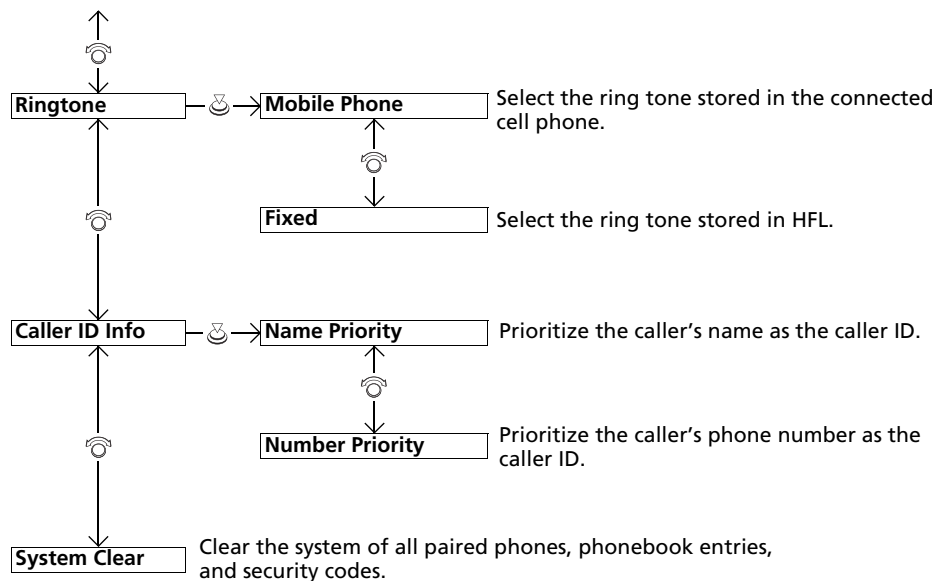 Ringtone
Mobile Phone
Select the ring tone stored in the connected
cell phone.
Fixed
Select the ring tone stored in HFL.
Caller ID Info
Name Priority
Prioritize the caller’s name as the caller ID.
Number Priority
Prioritize the caller’s phone number as the
caller ID.
System Clear
Clear the system of all paired phones, phonebook entries,
and security codes.